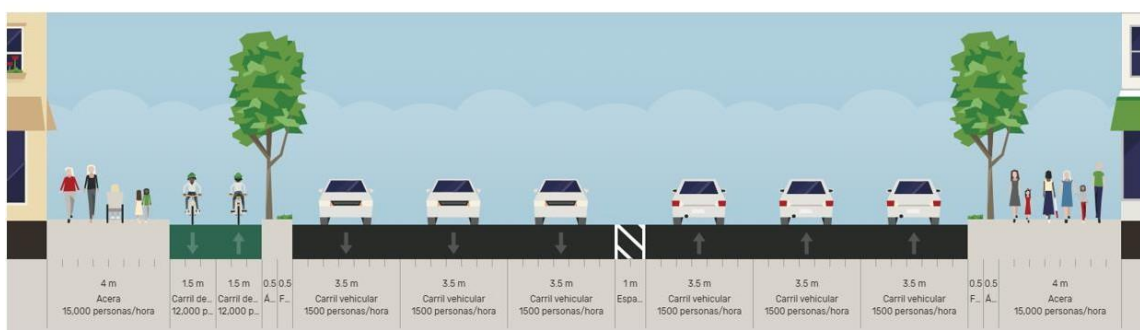 4 m
Acera
15,000 personas/hora
1.5 m
Carril de...
12,000 p...
1.5 m
Carril de...
12,000 p...
0.5
Á...
0.5
F...
3.5 m
Carril vehicular
1500 personas/hora
3.5 m
Carril vehicular
1500 personas/hora
3.5 m
Carril vehicular
1500 personas/hora
1 m
Espa...
3.5 m
Carril vehicular
1500 personas/hora
3.5 m
Carril vehicular
1500 personas/hora
3.5 m
Carril vehicular
1500 personas/hora
0.5
F...
0.5
Á...
4 m
Acera
15,000 personas/hora